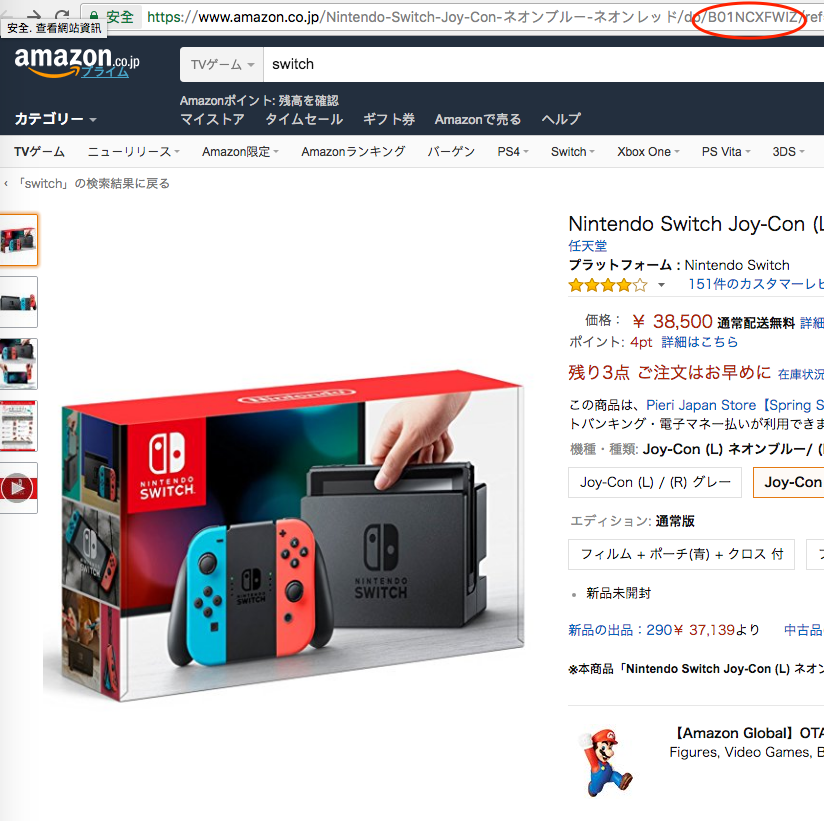 安全
https://www.amazon.co.jp/Nintendo-Switch-Joy-Con-ネオンブルー-ネオンレッド/dp/B01NCXFWIZ/ref
安全. 查看網站資訊
amazon.co.jp
プライム
TVゲーム
switch
Amazonポイント: 残高を確認
カテゴリー
マイストア
タイムセール
ギフト券
Amazonで売る
ヘルプ
TVゲーム
ニューリリース
Amazon限定
Amazonランキング
バーゲン
PS4
Switch
Xbox One
PS Vita
3DS
‹ 「switch」の検索結果に戻る
Nintendo Switch Joy-Con (L
任天堂
プラットフォーム : Nintendo Switch
151件のカスタマーレビ
価格： ￥ 38,500 通常配送無料 詳細
ポイント: 4pt 詳細はこちら
残り3点 ご注文はお早めに 在庫状況
この商品は、Pieri Japan Store【Spring S
トバンキング・電子マネー払いが利用できま
機種・種類: Joy-Con (L) ネオンブルー/ (
Joy-Con (L) / (R) グレー
Joy-Con
エディション: 通常版
フィルム + ポーチ(青) + クロス 付
新品未開封
新品の出品：290￥ 37,139より
中古品
※本商品「Nintendo Switch Joy-Con (L) ネオン
【Amazon Global】OTA
Figures, Video Games, B
NINTENDO
SWITCH
NINTENDO
SWITCH
NINTENDO
SWITCH
Nintendo